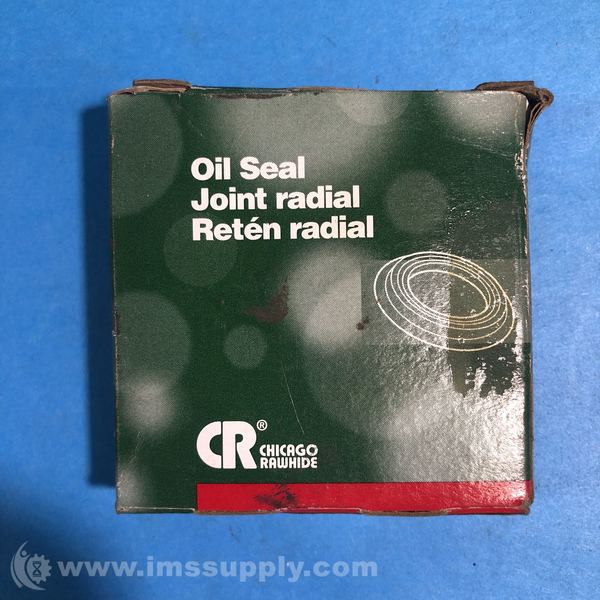 Oil Seal
Joint radial
Retén radial
CR®
CHICAGO
RAWHIDE
www.imssupply.com